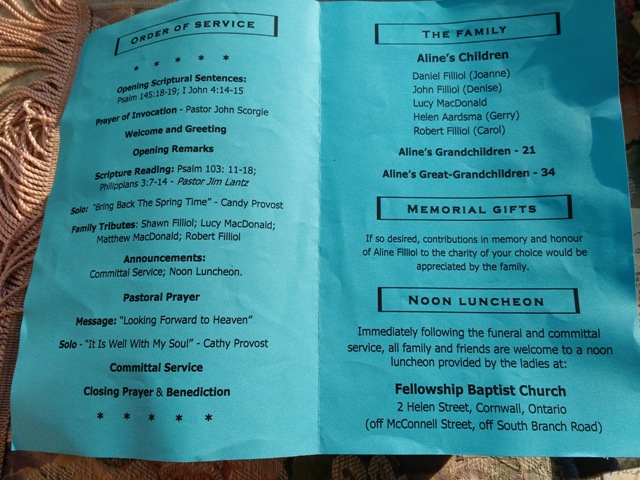 ORDER OF SERVICE
* * * * *
Opening Scriptural Sentences:
Psalm 145:18-19; I John 4:14-15
Prayer of Invocation - Pastor John Scorgie
Welcome and Greeting
Opening Remarks
Scripture Reading: Psalm 103: 11-18;
Philippians 3:7-14 - Pastor Jim Lantz
Solo: "Bring Back The Spring Time" - Candy Provost
Family Tributes: Shawn Filliol; Lucy MacDonald;
Matthew MacDonald; Robert Filliol
Announcements:
Committal Service; Noon Luncheon.
Pastoral Prayer
Message: "Looking Forward to Heaven"
Solo - "It Is Well With My Soul" - Cathy Provost
Committal Service
Closing Prayer & Benediction
* * * * *
THE FAMILY
Aline's Children
Daniel Filliol (Joanne)
John Filliol (Denise)
Lucy MacDonald
Helen Aardsma (Gerry)
Robert Filliol (Carol)
Aline's Grandchildren - 21
Aline's Great-Grandchildren - 34
MEMORIAL GIFTS
If so desired, contributions in memory and honour
of Aline Filliol to the charity of your choice would be
appreciated by the family.
NOON LUNCHEON
Immediately following the funeral and committal
service, all family and friends are welcome to a noon
luncheon provided by the ladies at:
Fellowship Baptist Church
2 Helen Street, Cornwall, Ontario
(off McConnell Street, off South Branch Road)